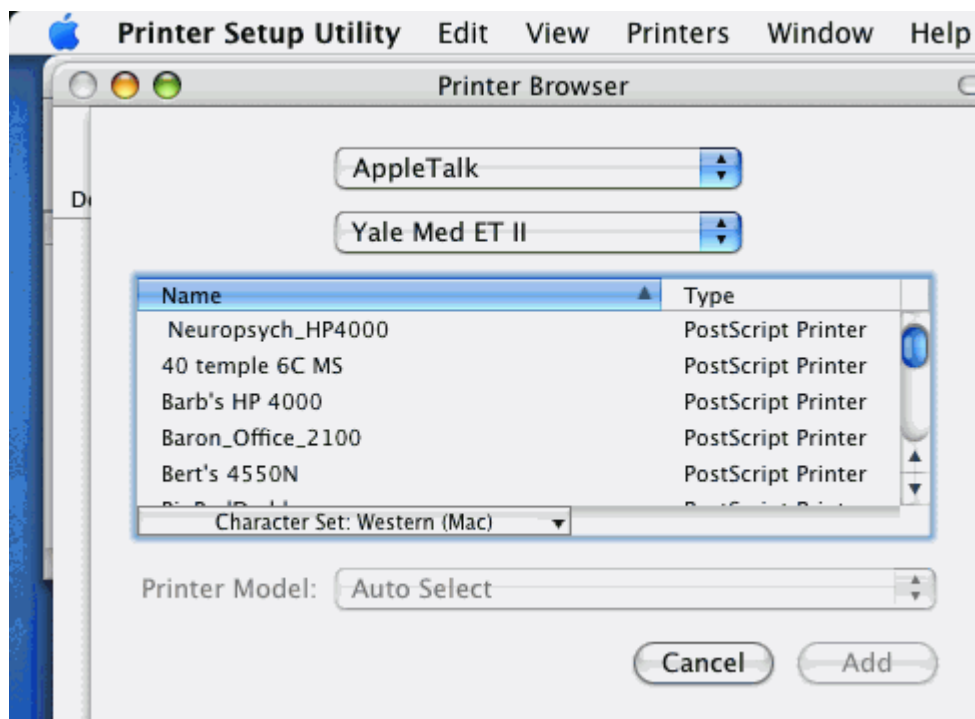 Printer Setup Utility Edit View Printers Window Help
Printer Browser
AppleTalk
Yale Med ET II
Name Type
Neuropsych_HP4000 PostScript Printer
40 temple 6C MS PostScript Printer
Barb's HP 4000 PostScript Printer
Baron_Office_2100 PostScript Printer
Bert's 4550N PostScript Printer
Character Set: Western (Mac)
Printer Model: Auto Select
Cancel Add